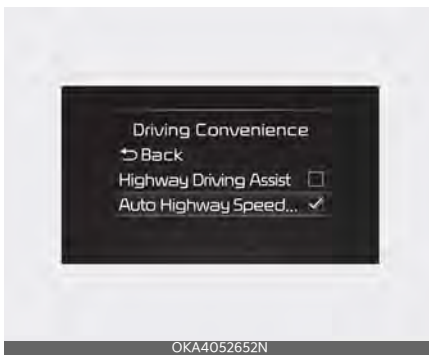 Driving Convenience
Back
Highway Driving Assist
Auto Highway Speed...
OKA4052652N